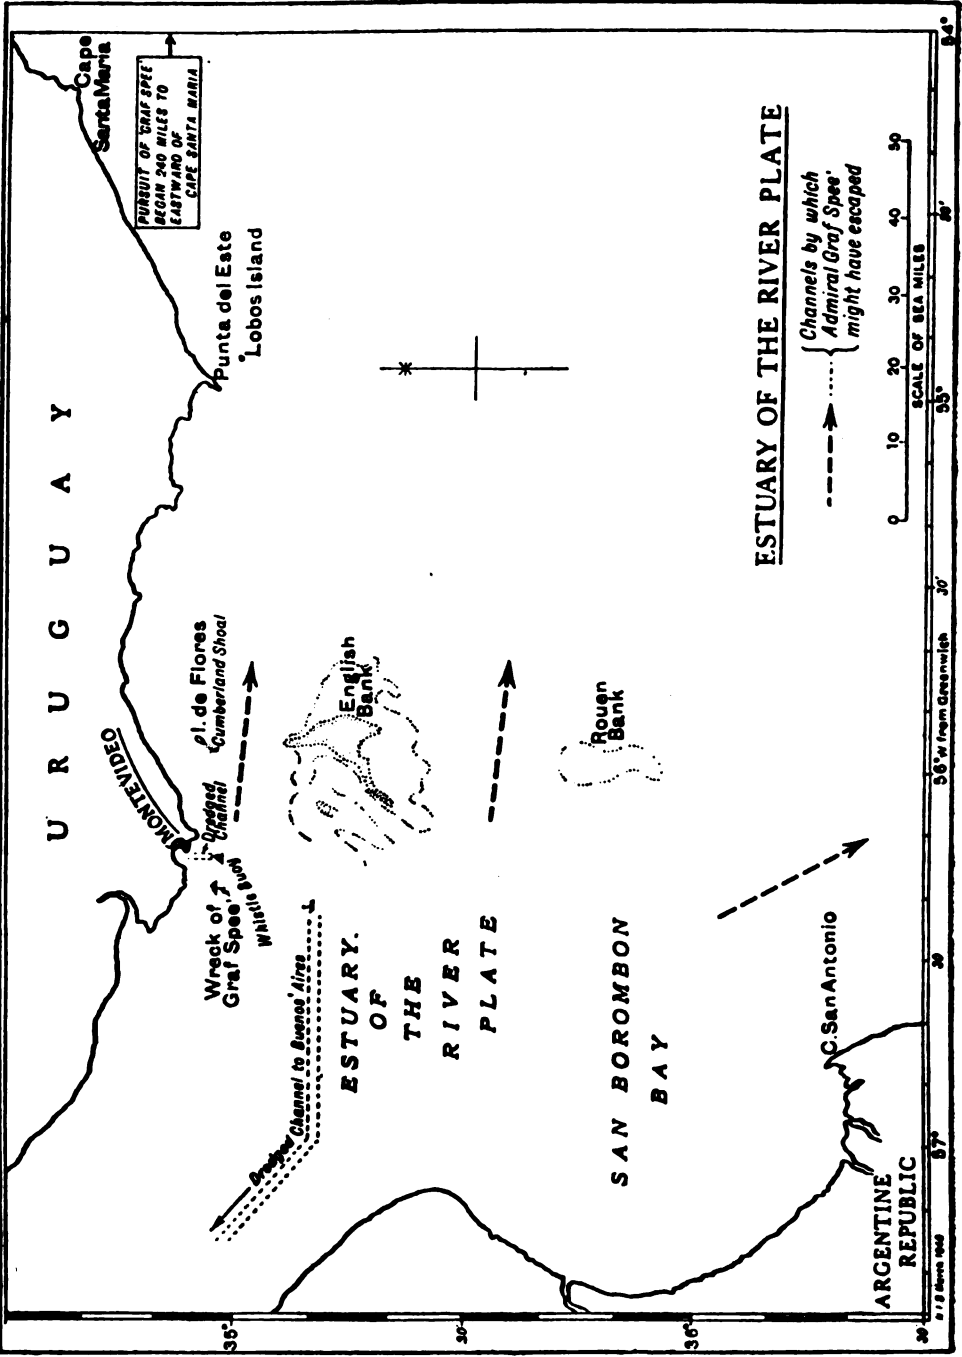 URUGUAY
Cape
Santa Maria
PURSUIT OF 'GRAF SPEE'
BEGAN 240 MILES TO
EASTWARD OF
CAPE SANTA MARIA
Punta del Este
Lobos Island
MONTEVIDEO
Dredged
Channel
I. de Flores
Cumberland Shoal
Wreck of
Graf Spee'
Whistle Buoy
English
Bank
Rouen
Bank
Dredged Channel to Buenos Aires
ESTUARY.
OF
THE
RIVER
PLATE
SAN BOROMBON
BAY
C. San Antonio
ARGENTINE
REPUBLIC
ESTUARY OF THE RIVER PLATE
Channels by which
Admiral Graf Spee'
might have escaped
0 10 20 30 40 50
SCALE OF SEA MILES
35°
30'
36°
30'
57°
30
56° W from Greenwich
30'
55°
30'
54°